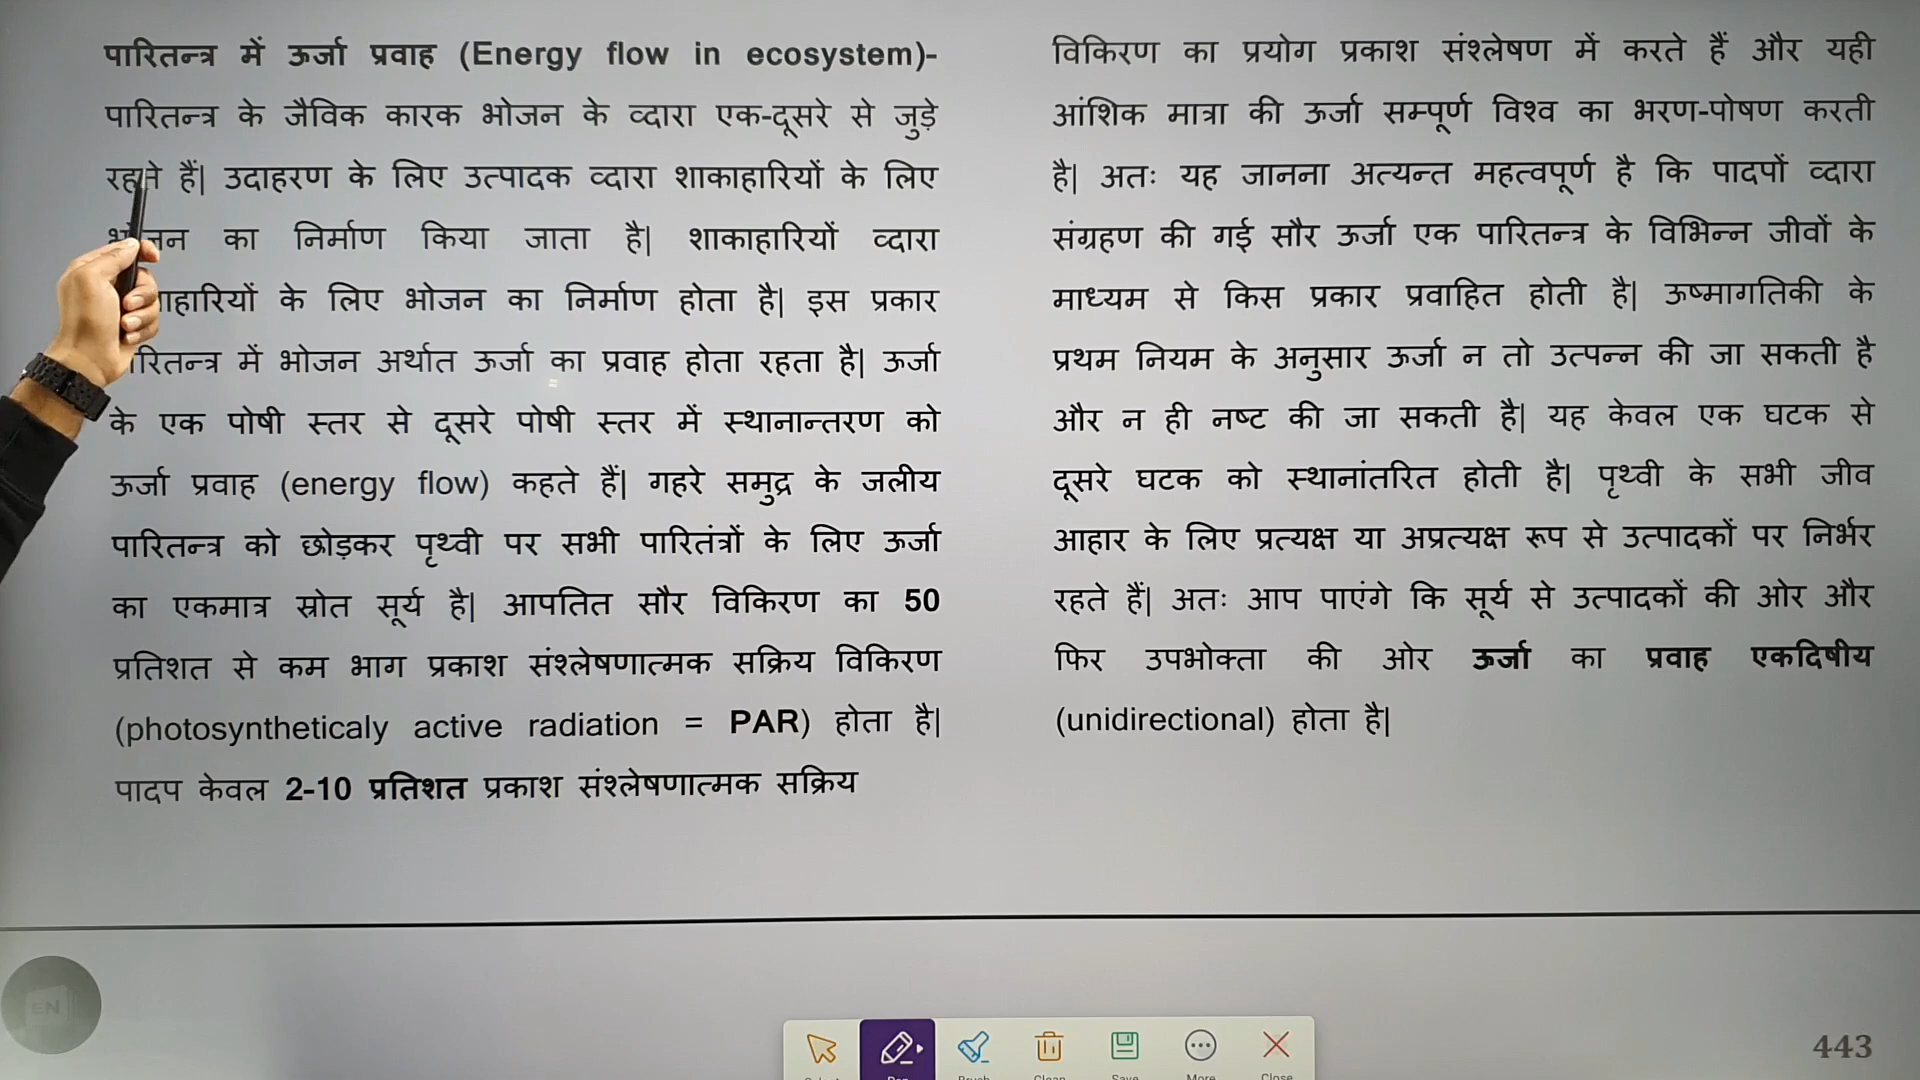 पारितन्त्र में ऊर्जा प्रवाह (Energy flow in ecosystem)-
पारितन्त्र के जैविक कारक भोजन के व्दारा एक-दूसरे से जुड़े
रहते हैं| उदाहरण के लिए उत्पादक व्दारा शाकाहारियों के लिए
का निर्माण किया जाता है| शाकाहारियों व्दारा
के लिए भोजन का निर्माण होता है| इस प्रकार
में भोजन अर्थात ऊर्जा का प्रवाह होता रहता है| ऊर्जा
के एक पोषी स्तर से दूसरे पोषी स्तर में स्थानान्तरण को
ऊर्जा प्रवाह (energy flow) कहते हैं| गहरे समुद्र के जलीय
पारितन्त्र को छोड़कर पृथ्वी पर सभी पारितंत्रों के लिए ऊर्जा
का एकमात्र स्रोत सूर्य है| आपतित सौर विकिरण का 50
प्रतिशत से कम भाग प्रकाश संश्लेषणात्मक सक्रिय विकिरण
(photosyntheticaly active radiation = PAR) होता है|
पादप केवल 2-10 प्रतिशत प्रकाश संश्लेषणात्मक सक्रिय
विकिरण का प्रयोग प्रकाश संश्लेषण में करते हैं और यही
आंशिक मात्रा की ऊर्जा सम्पूर्ण विश्व का भरण-पोषण करती
है| अतः यह जानना अत्यन्त महत्वपूर्ण है कि पादपों व्दारा
संग्रहण की गई सौर ऊर्जा एक पारितन्त्र के विभिन्न जीवों के
माध्यम से किस प्रकार प्रवाहित होती है| ऊष्मागतिकी के
प्रथम नियम के अनुसार ऊर्जा न तो उत्पन्न की जा सकती है
और न ही नष्ट की जा सकती है| यह केवल एक घटक से
दूसरे घटक को स्थानांतरित होती है| पृथ्वी के सभी जीव
आहार के लिए प्रत्यक्ष या अप्रत्यक्ष रूप से उत्पादकों पर निर्भर
रहते हैं| अतः आप पाएंगे कि सूर्य से उत्पादकों की ओर और
फिर उपभोक्ता की ओर ऊर्जा का प्रवाह एकदिषीय
(unidirectional) होता है|
EN
443